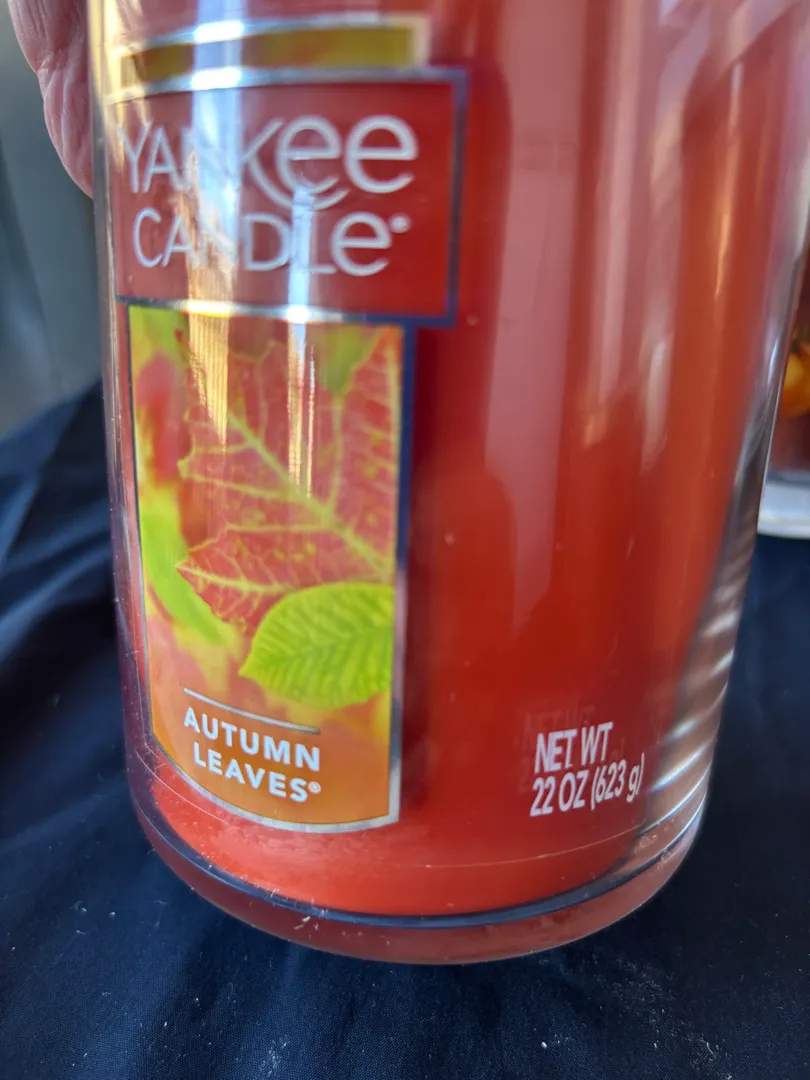 YANKEE
CANDLE®
AUTUMN
LEAVES®
NET WT
22 OZ (623 g)